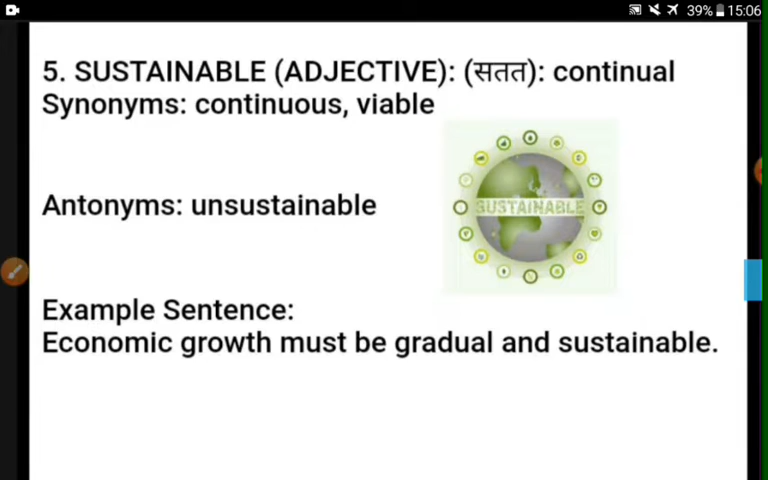 39% 15:06
5. SUSTAINABLE (ADJECTIVE): (सतत): continual
Synonyms: continuous, viable
SUSTAINABLE
Antonyms: unsustainable
Example Sentence:
Economic growth must be gradual and sustainable.